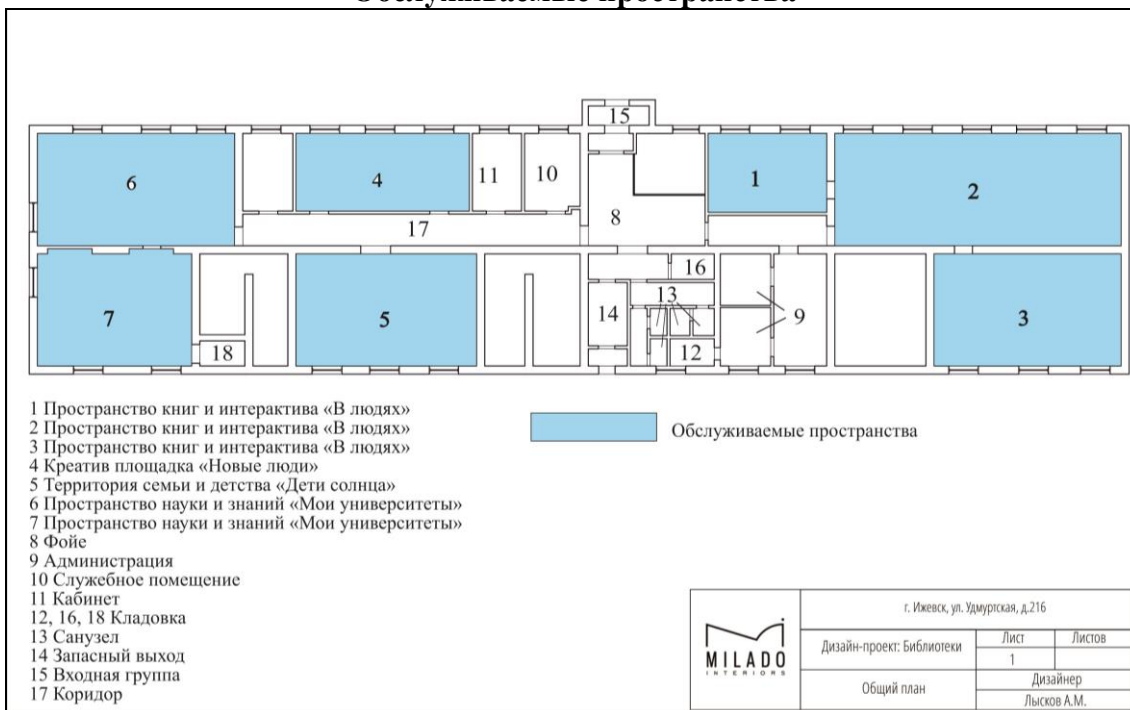 Обслуживаемые пространства
15
6
4
11
10
1
2
8
17
16
13
14
9
7
5
3
18
12
1 Пространство книг и интерактива «В людях»
2 Пространство книг и интерактива «В людях»
3 Пространство книг и интерактива «В людях»
4 Креатив площадка «Новые люди»
5 Территория семьи и детства «Дети солнца»
6 Пространство науки и знаний «Мои университеты»
7 Пространство науки и знаний «Мои университеты»
8 Фойе
9 Администрация
10 Служебное помещение
11 Кабинет
12, 16, 18 Кладовка
13 Санузел
14 Запасный выход
15 Входная группа
17 Коридор
Обслуживаемые пространства
MILADO
INTERIORS
г. Ижевск, ул. Удмуртская, д.216
Дизайн-проект: Библиотеки
Лист
Листов
1
Общий план
Дизайнер
Лысков А.М.